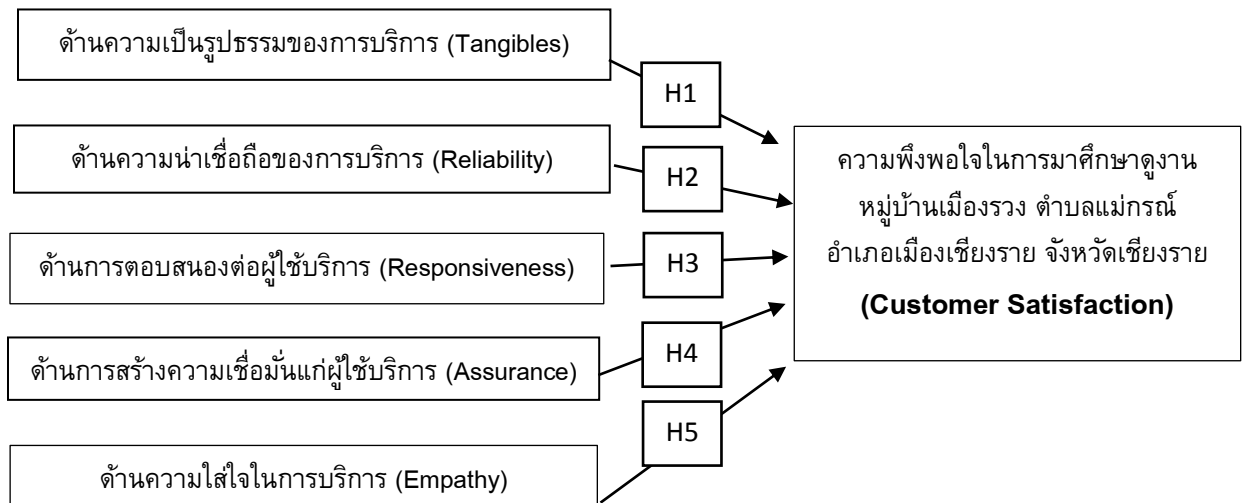 ด้านความเป็นรูปธรรมของการบริการ (Tangibles)
H1
ด้านความน่าเชื่อถือของการบริการ (Reliability)
H2
ด้านการตอบสนองต่อผู้ใช้บริการ (Responsiveness)
H3
ด้านการสร้างความเชื่อมั่นแก่ผู้ใช้บริการ (Assurance)
H4
ด้านความใส่ใจในการบริการ (Empathy)
H5
ความพึงพอใจในการมาศึกษาดูงาน
หมู่บ้านเมืองรวง ตำบลแม่กรณ์
อำเภอเมืองเชียงราย จังหวัดเชียงราย
(Customer Satisfaction)